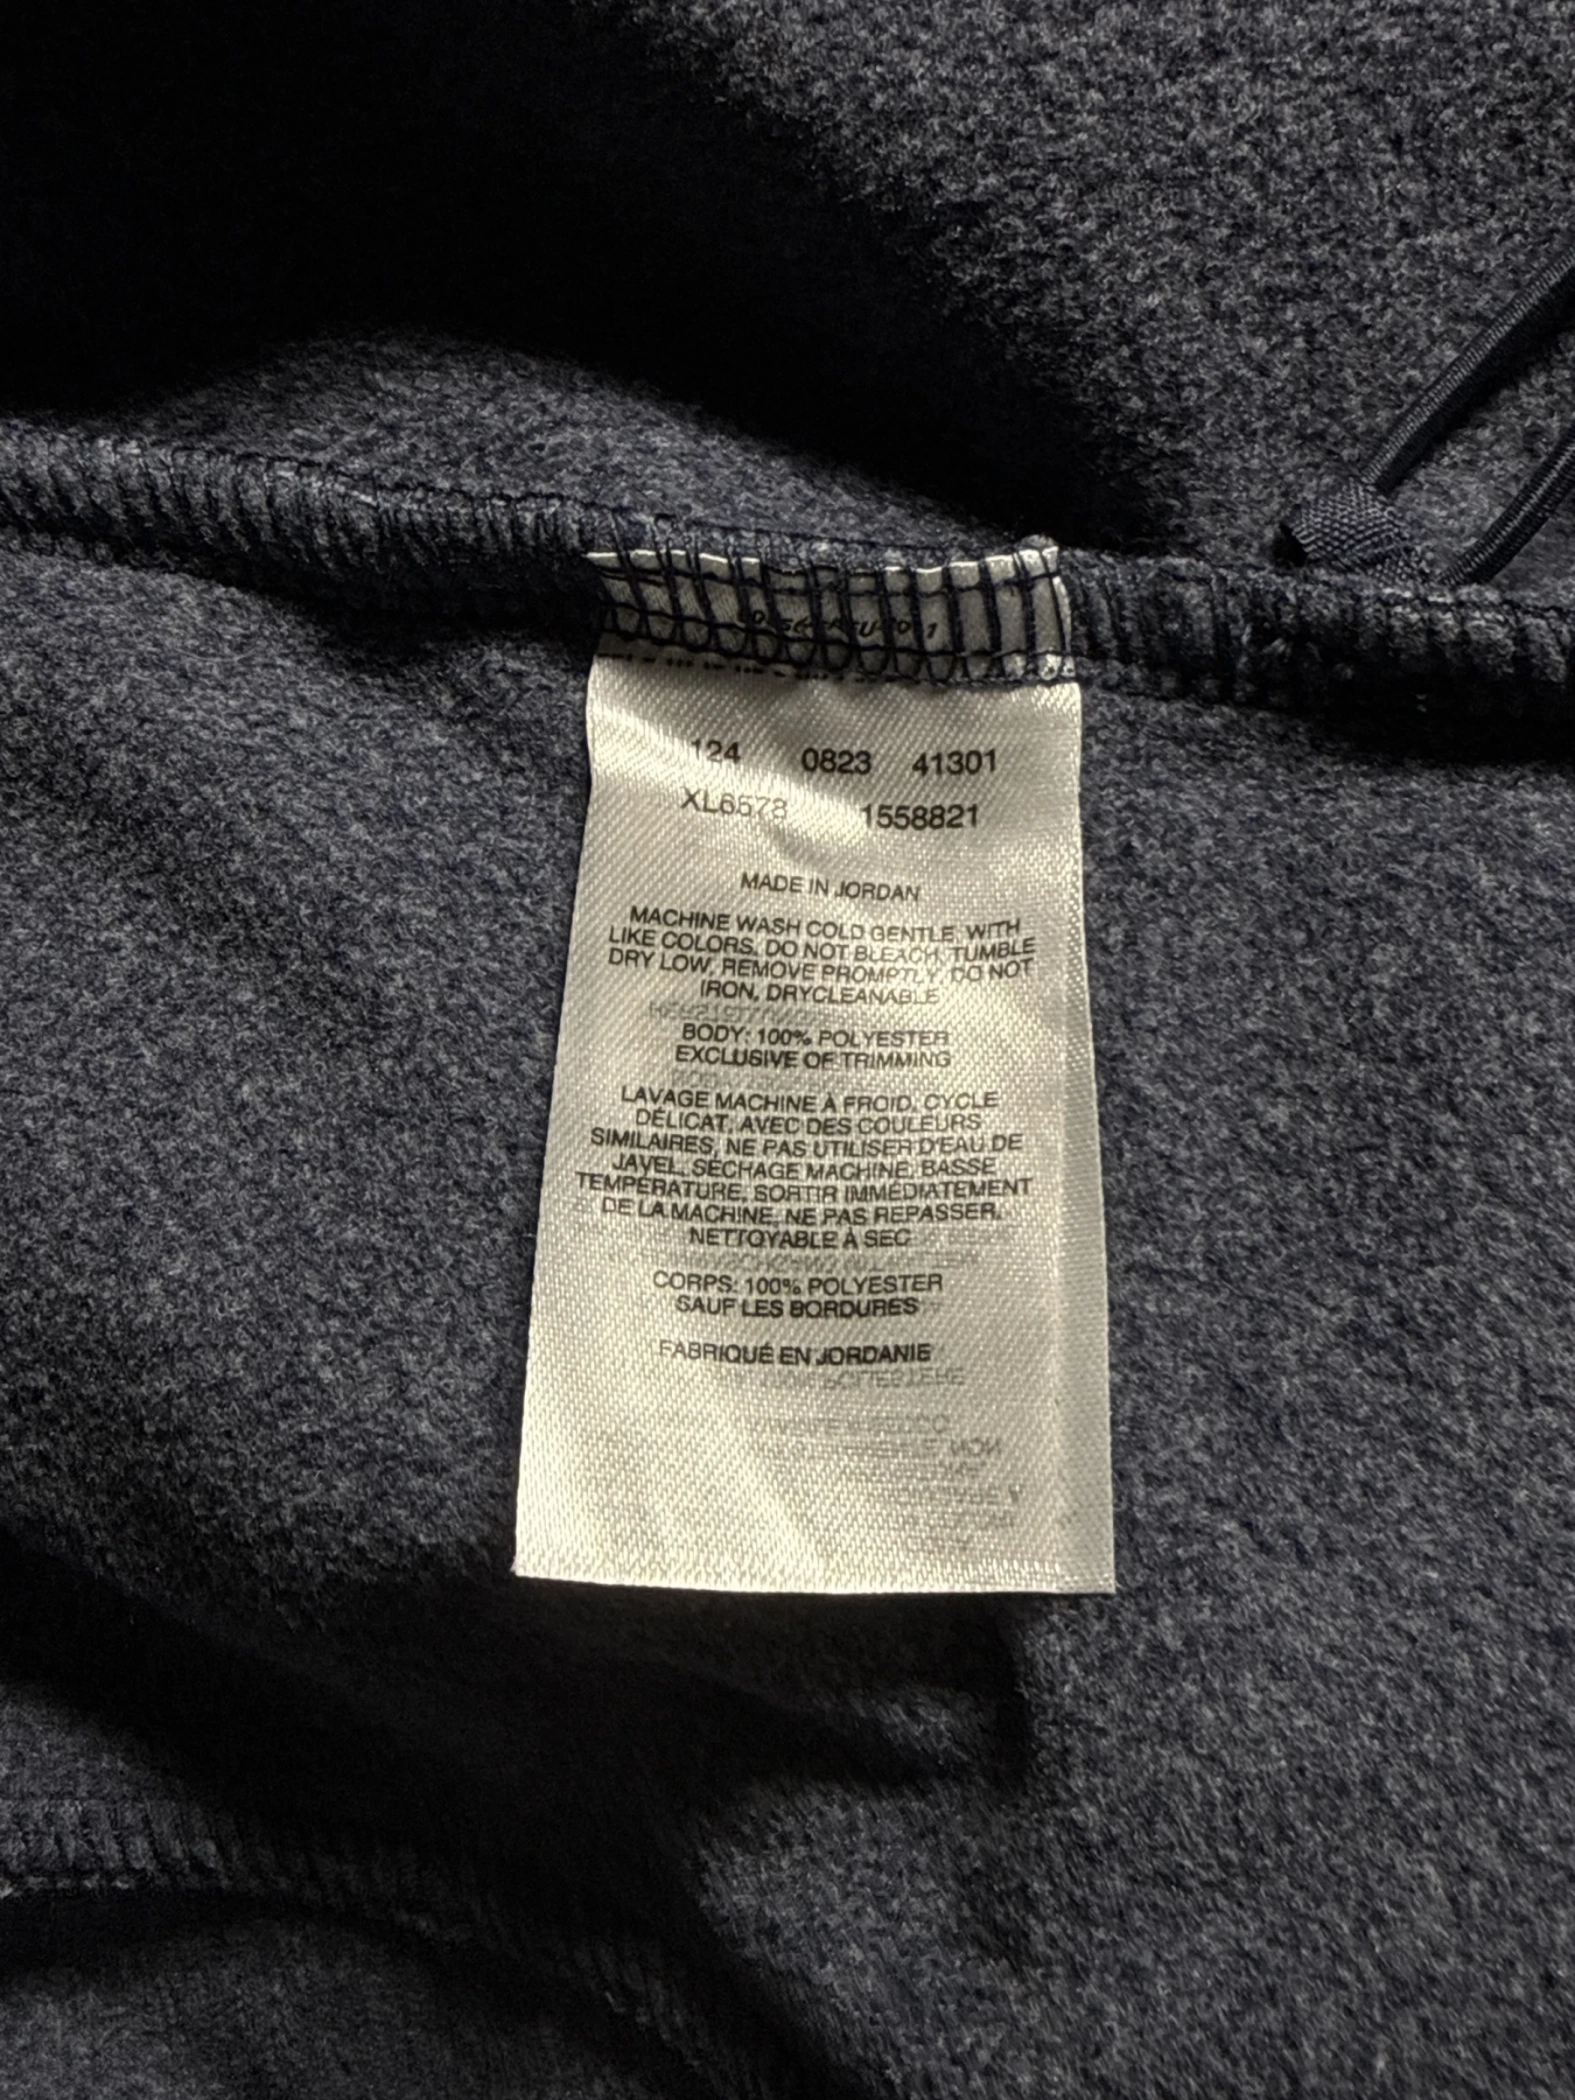 124 0823 41301
XL6578 1558821
MADE IN JORDAN
MACHINE WASH COLD GENTLE, WITH
LIKE COLORS, DO NOT BLEACH, TUMBLE
DRY LOW, REMOVE PROMPTLY, DO NOT
IRON, DRYCLEANABLE
BODY: 100% POLYESTER
EXCLUSIVE OF TRIMMING
LAVAGE MACHINE À FROID, CYCLE
DÉLICAT, AVEC DES COULEURS
SIMILAIRES, NE PAS UTILISER D'EAU DE
JAVEL, SÉCHAGE MACHINE, BASSE
TEMPÉRATURE, SORTIR IMMÉDIATEMENT
DE LA MACHINE, NE PAS REPASSER,
NETTOYABLE À SEC
CORPS: 100% POLYESTER
SAUF LES BORDURES
FABRIQUÉ EN JORDANIE